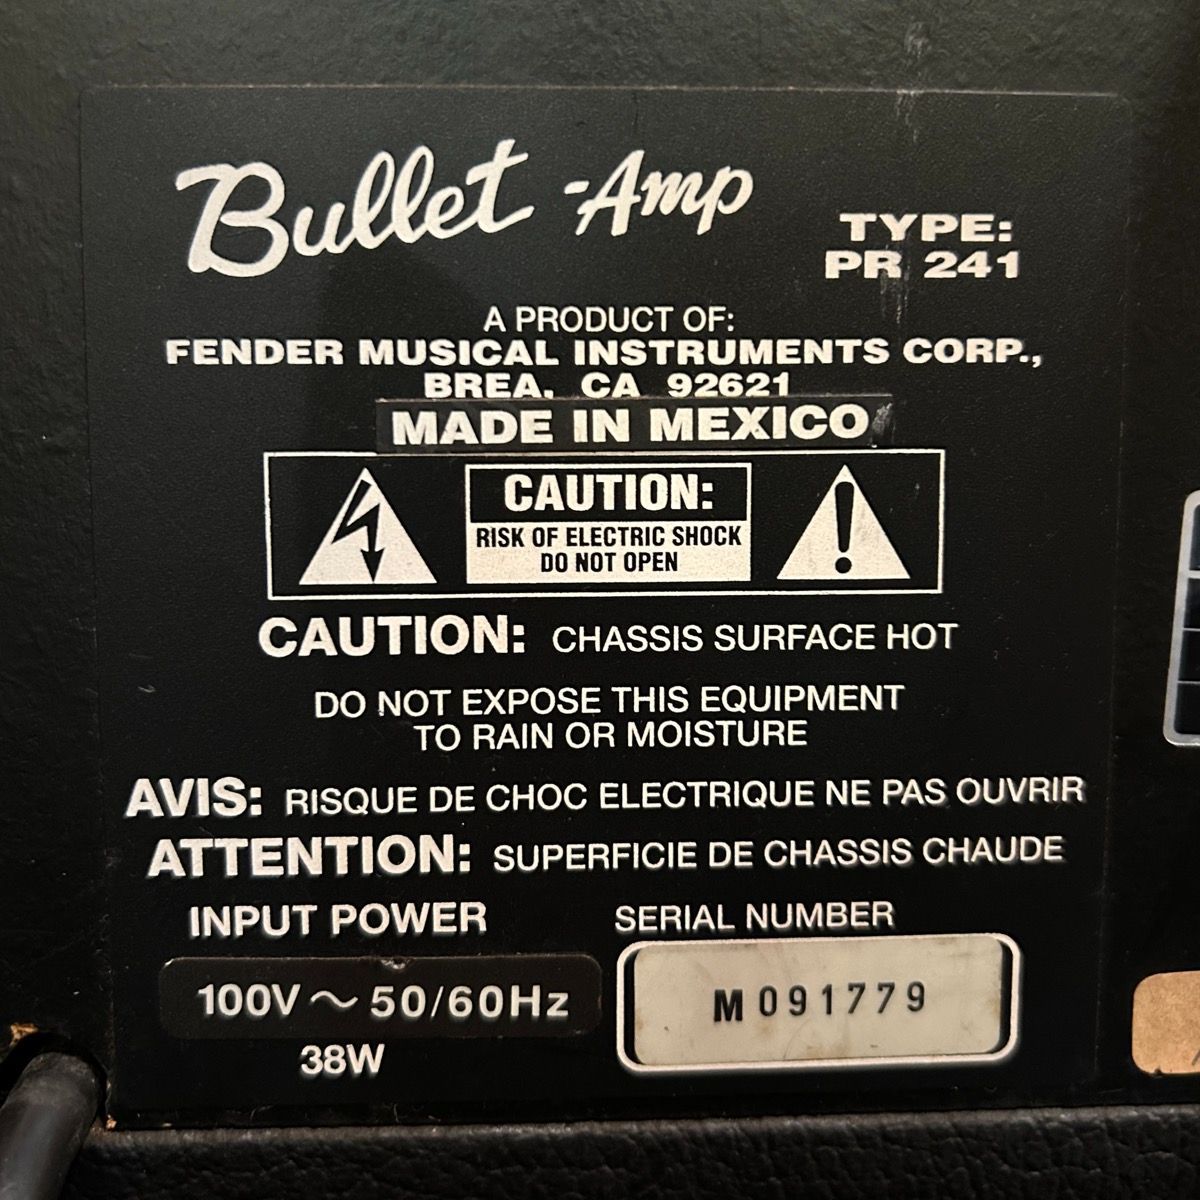 Bullet -Amp
TYPE:
PR 241
A PRODUCT OF:
FENDER MUSICAL INSTRUMENTS CORP.,
BREA, CA 92621
MADE IN MEXICO
CAUTION:
RISK OF ELECTRIC SHOCK
DO NOT OPEN
CAUTION: CHASSIS SURFACE HOT
DO NOT EXPOSE THIS EQUIPMENT
TO RAIN OR MOISTURE
AVIS: RISQUE DE CHOC ELECTRIQUE NE PAS OUVRIR
ATTENTION: SUPERFICIE DE CHASSIS CHAUDE
INPUT POWER
100V ~ 50/60Hz
38W
SERIAL NUMBER
M 091779